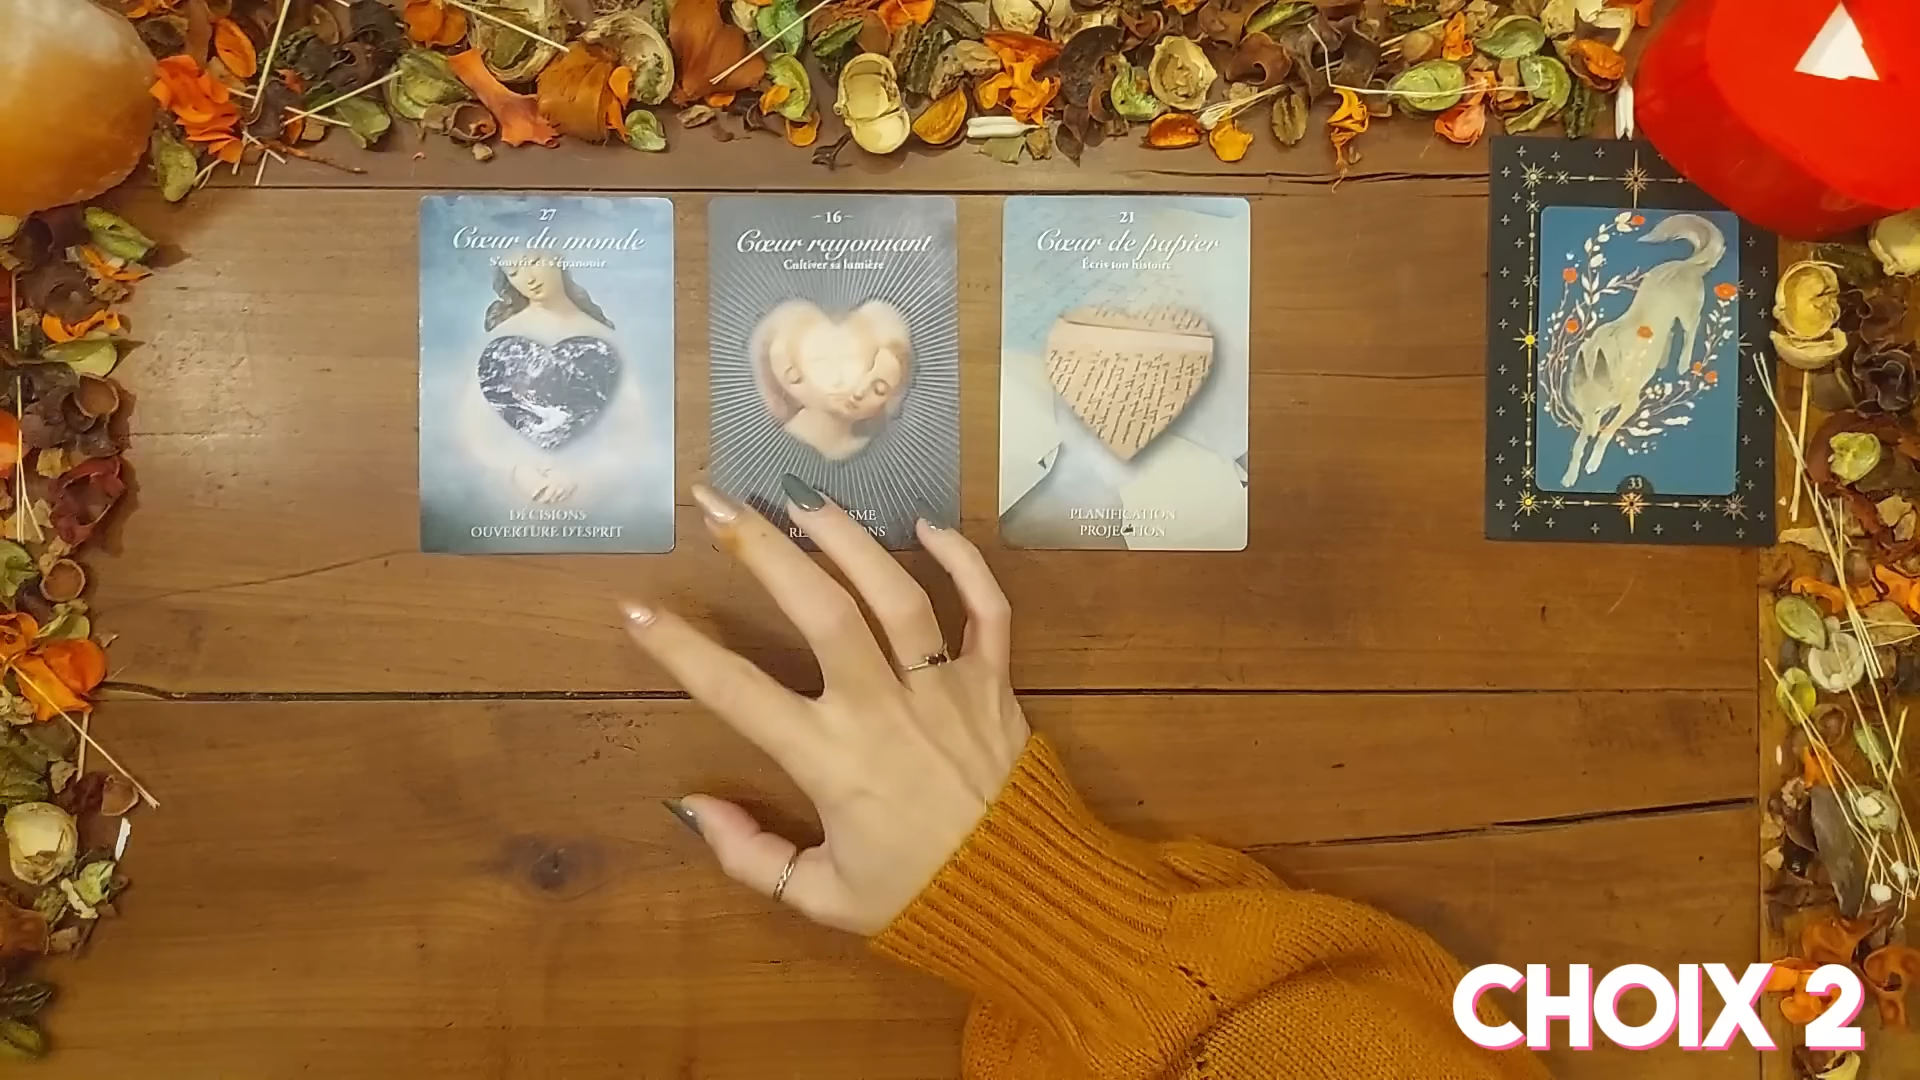 27
Cœur du monde
S'ouvrir et s'épanouir
DÉCISIONS
OUVERTURE D'ESPRIT
-16-
Cœur rayonnant
Cultiver sa lumière
21
Cœur de papier
Écris ton histoire
PLANIFICATION
PROJECTION
33
CHOIX 2